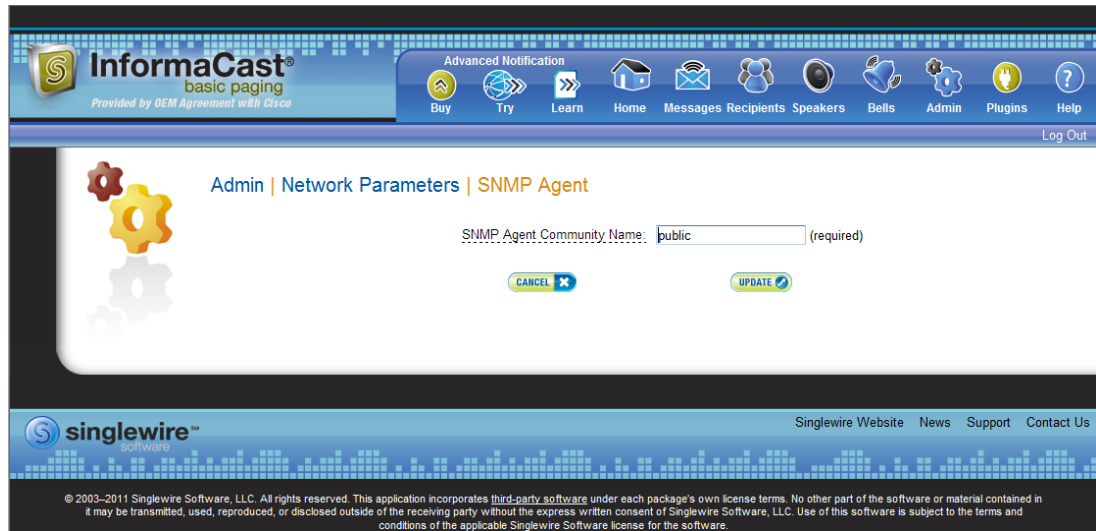 InformaCast®
basic paging
Provided by OEM Agreement with Cisco
Advanced Notification
Buy Try Learn Home Messages Recipients Speakers Bells Admin Plugins Help
Log Out
Admin | Network Parameters | SNMP Agent
SNMP Agent Community Name: public (required)
CANCEL UPDATE
singlewire℠
software
Singlewire Website News Support Contact Us
© 2003–2011 Singlewire Software, LLC. All rights reserved. This application incorporates third-party software under each package's own license terms. No other part of the software or material contained in
it may be transmitted, used, reproduced, or disclosed outside of the receiving party without the express written consent of Singlewire Software, LLC. Use of this software is subject to the terms and
conditions of the applicable Singlewire Software license for the software.